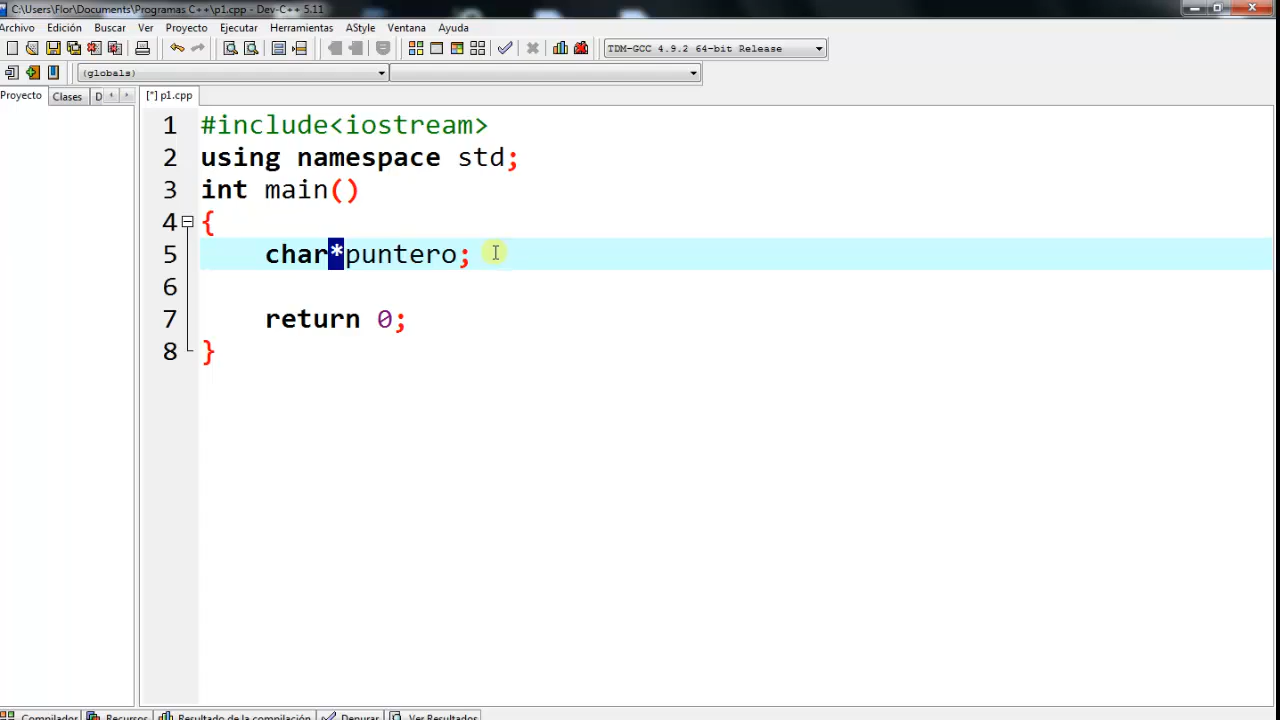 C:\Users\Flor\Documents\Programas C++\p1.cpp - Dev-C++ 5.11
Archivo Edición Buscar Ver Proyecto Ejecutar Herramientas AStyle Ventana Ayuda
TDM-GCC 4.9.2 64-bit Release
(globals)
Proyecto Clases D [*] p1.cpp
1 #include<iostream>
2 using namespace std;
3 int main()
4 {
5 char*puntero;
6
7 return 0;
8 }
Compilador Recursos Resultado de la compilación Depurar Ver Resultados